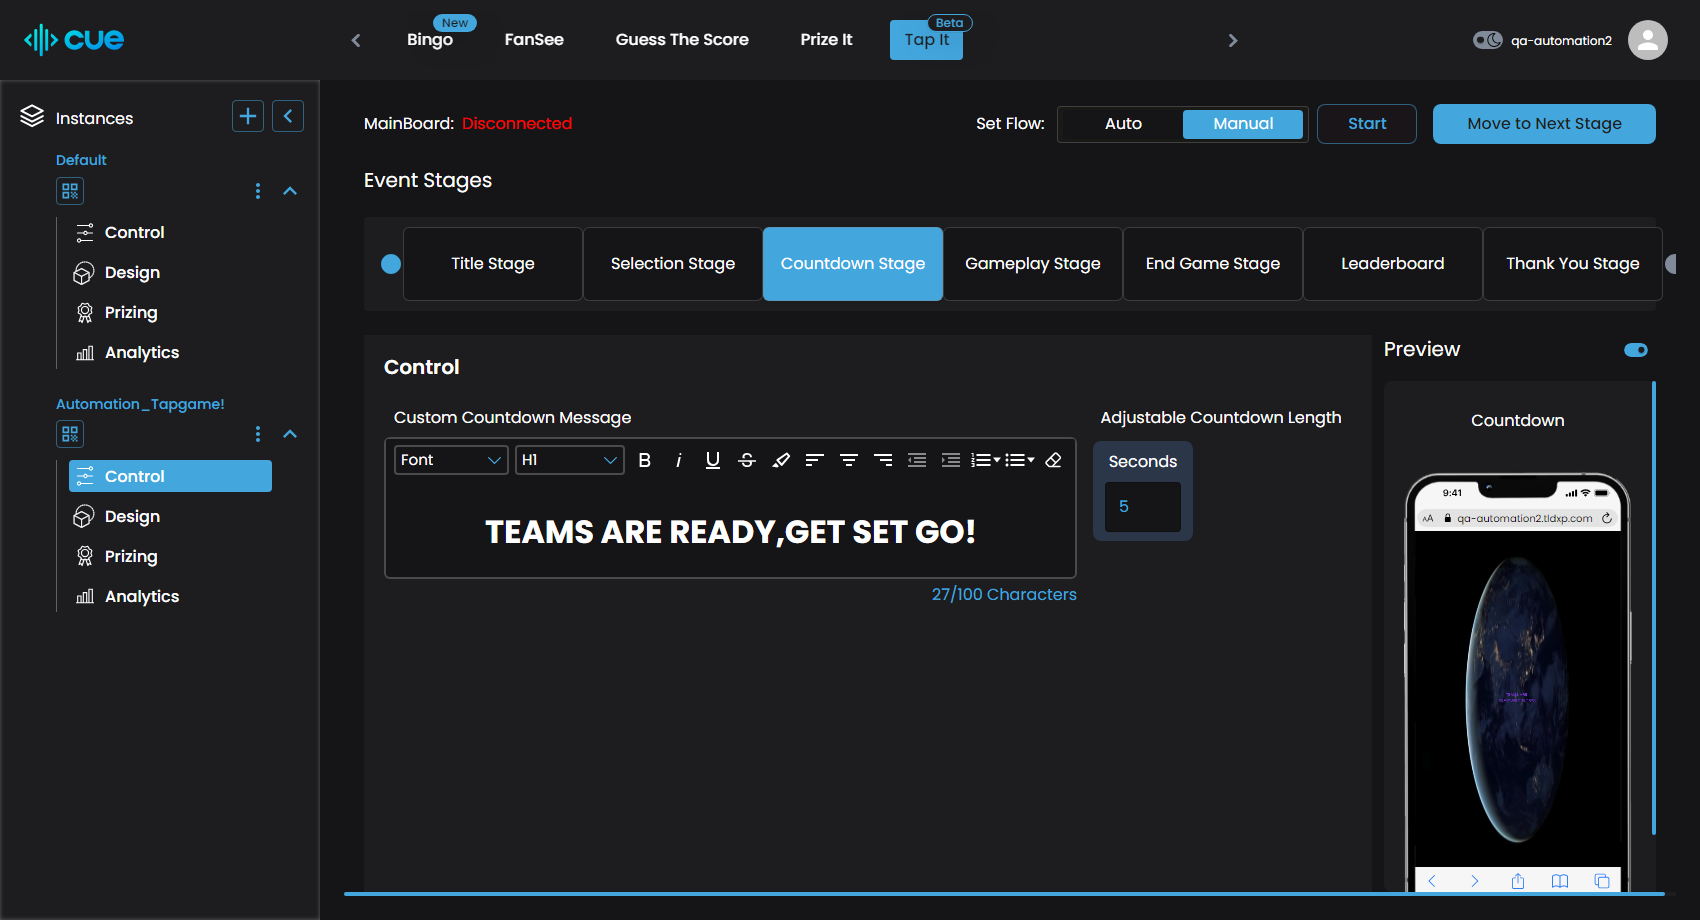 cue
New
Bingo
FanSee
Guess The Score
Prize It
Beta
Tap It
qa-automation2
Instances
Default
Control
Design
Prizing
Analytics
Automation_Tapgame!
Control
Design
Prizing
Analytics
MainBoard: Disconnected
Set Flow:
Auto
Manual
Start
Move to Next Stage
Event Stages
Title Stage
Selection Stage
Countdown Stage
Gameplay Stage
End Game Stage
Leaderboard
Thank You Stage
Control
Custom Countdown Message
Font
H1
B
i
U
S
TEAMS ARE READY,GET SET GO!
27/100 Characters
Adjustable Countdown Length
Seconds
5
Preview
Countdown
9:41
AA
qa-automation2.tldxp.com